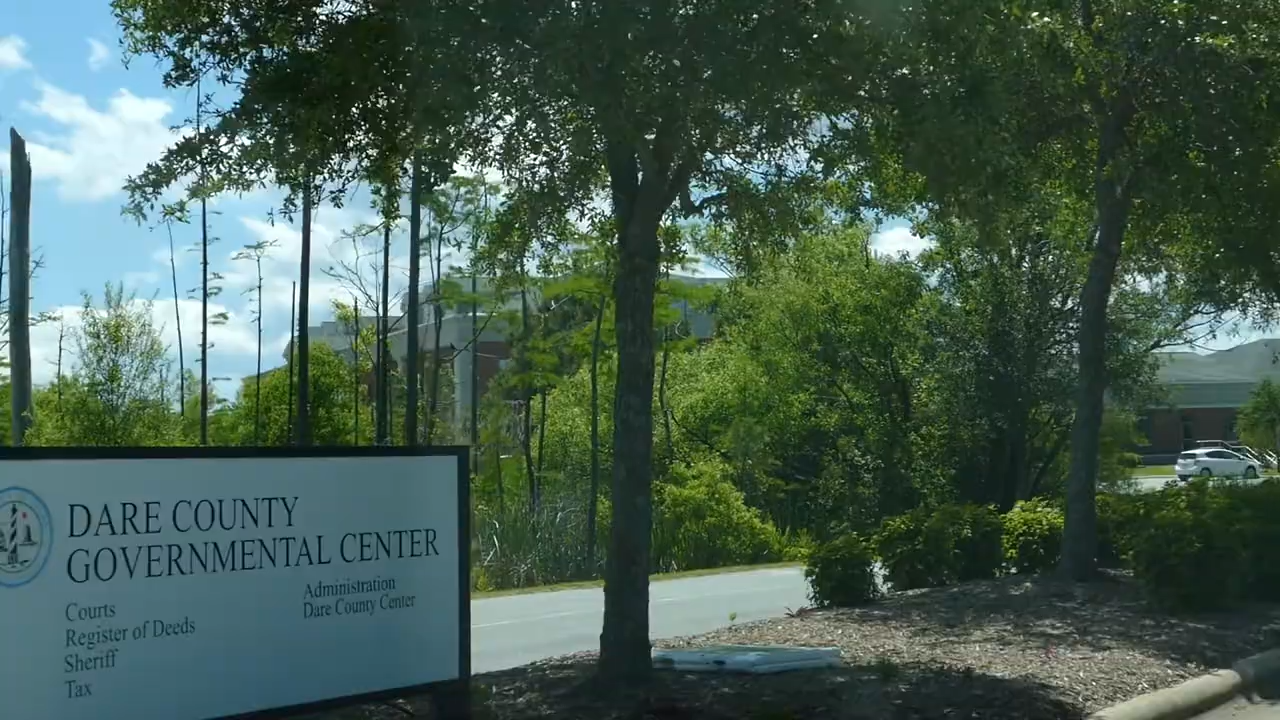 DARE COUNTY
GOVERNMENTAL CENTER
Courts
Register of Deeds
Sheriff
Tax
Administration
Dare County Center